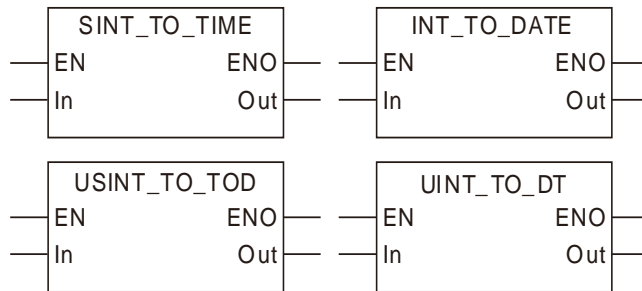 SINT_TO_TIME
EN ENO
In Out
INT_TO_DATE
EN ENO
In Out
USINT_TO_TOD
EN ENO
In Out
UINT_TO_DT
EN ENO
In Out